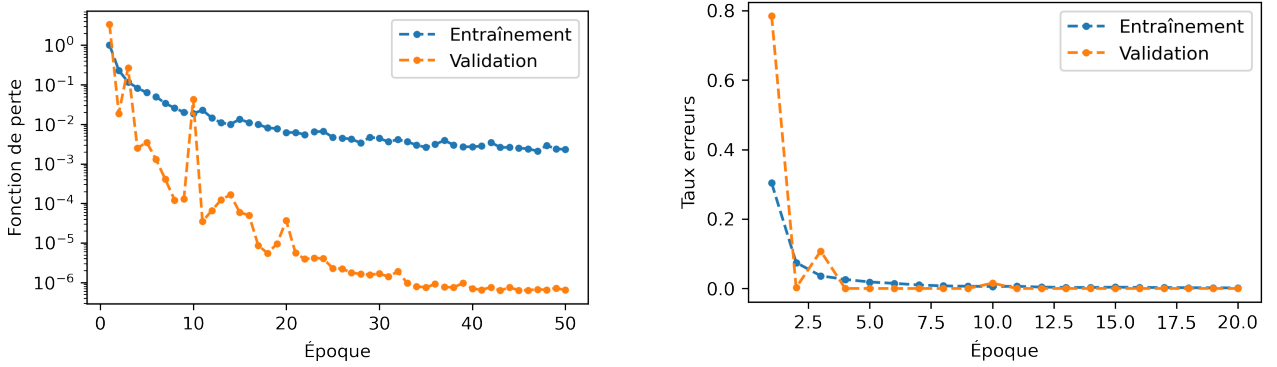 Fonction de perte
10⁰
10⁻¹
10⁻²
10⁻³
10⁻⁴
10⁻⁵
10⁻⁶
Entraînement
Validation
0 10 20 30 40 50
Époque
Taux erreurs
0.8
0.6
0.4
0.2
0.0
Entraînement
Validation
2.5 5.0 7.5 10.0 12.5 15.0 17.5 20.0
Époque